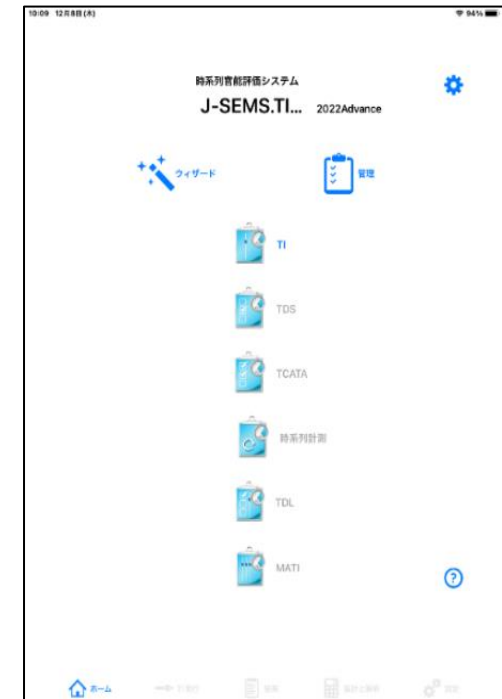 10:09 12月8日(木)
94%
時系列官能評価システム
J-SEMS.TI... 2022Advance
ウィザード
管理
TI
TDS
TCATA
時系列計測
TDL
MATI
?
ホーム